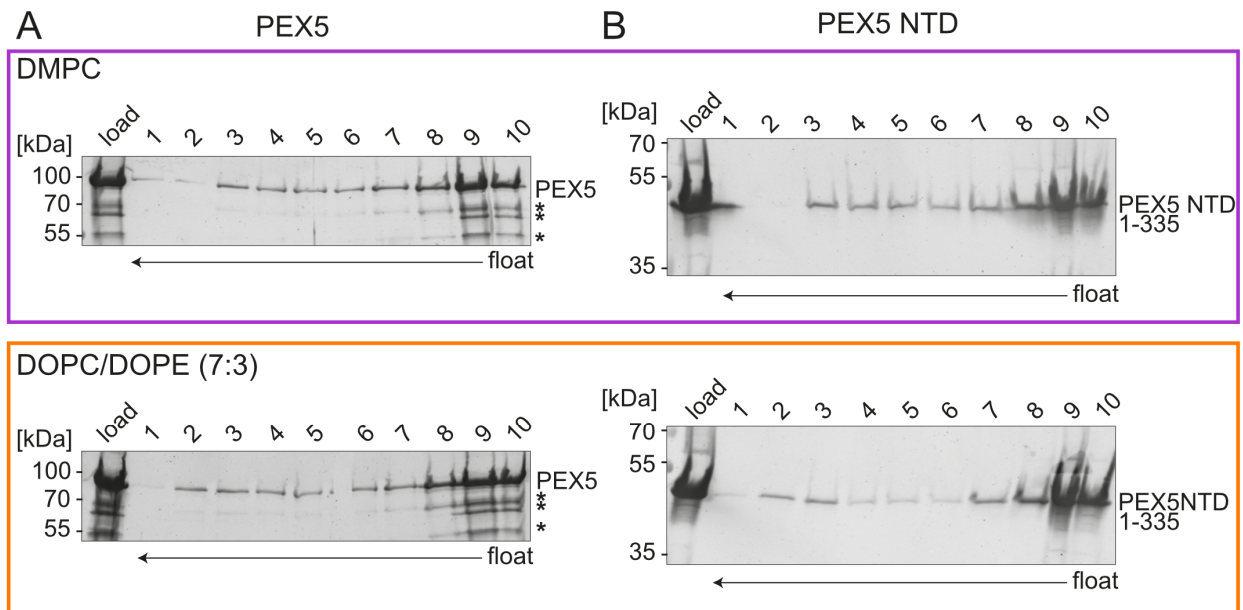 A PEX5 B PEX5 NTD
DMPC
[kDa] load 1 2 3 4 5 6 7 8 9 10
100
70
55
PEX5
*
*
*
float
[kDa] load 1 2 3 4 5 6 7 8 9 10
70
55
35
PEX5 NTD
1-335
float
DOPC/DOPE (7:3)
[kDa] load 1 2 3 4 5 6 7 8 9 10
100
70
55
PEX5
*
*
*
float
[kDa] load 1 2 3 4 5 6 7 8 9 10
70
55
35
PEX5NTD
1-335
float